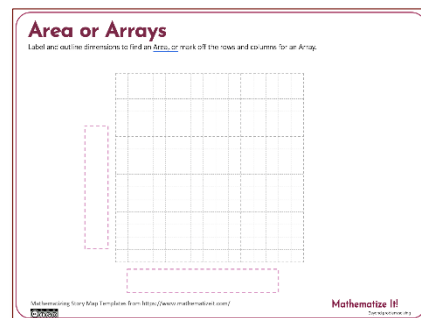 Area or Arrays
Label and outline dimensions to find an Area, or mark off the rows and columns for an Array.
Mathematizing Story Map Templates from https://www.mathematizeit.com/
Mathematize It!